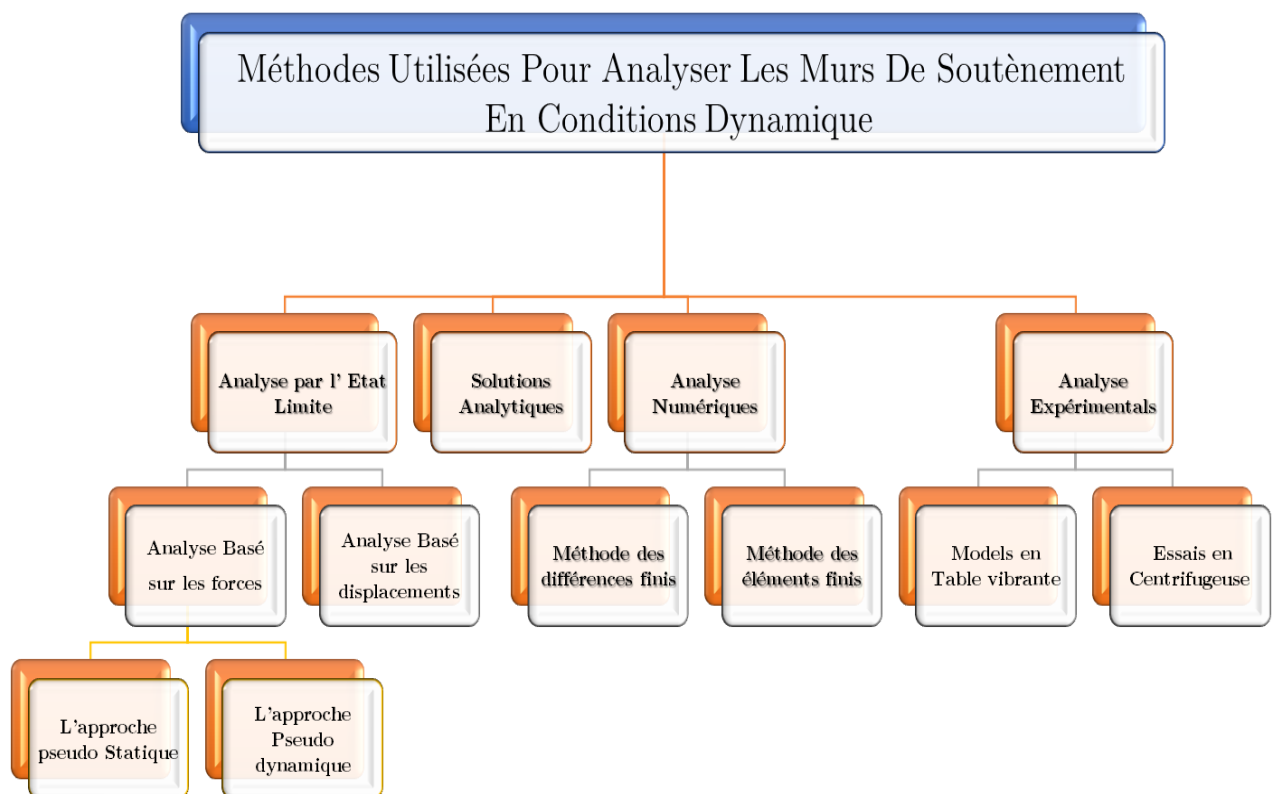 Méthodes Utilisées Pour Analyser Les Murs De Soutènement
En Conditions Dynamique
Analyse par l' Etat
Limite
Solutions
Analytiques
Analyse
Numériques
Analyse
Expérimentals
Analyse Basé
sur les forces
Analyse Basé
sur les
displacements
Méthode des
différences finis
Méthode des
éléments finis
Models en
Table vibrante
Essais en
Centrifugeuse
L'approche
pseudo Statique
L'approche
Pseudo
dynamique